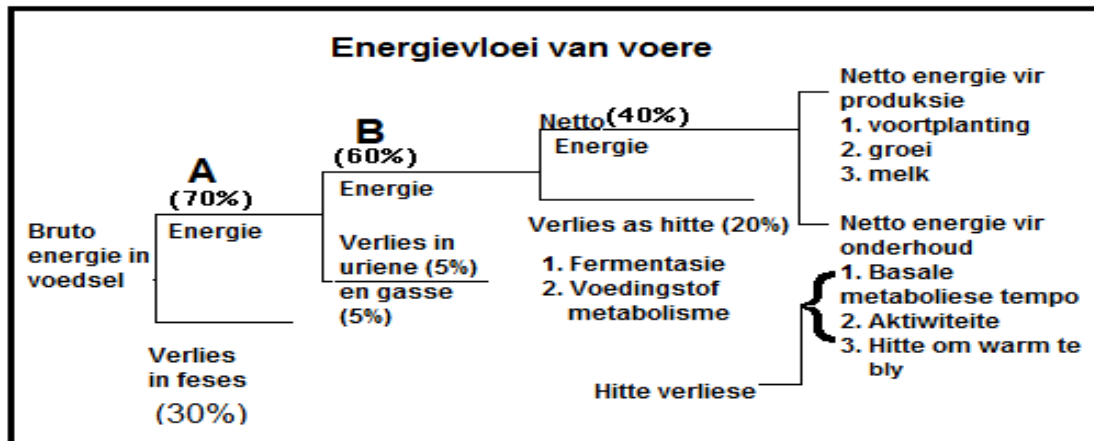 Energievloei van voere
Bruto
energie in
voedsel
A
(70%)
Energie
Verlies
in feses
(30%)
B
(60%)
Energie
Verlies in
uriene (5%)
en gasse
(5%)
Netto (40%)
Energie
Verlies as hitte (20%)
1. Fermentasie
2. Voedingstof
metabolisme
Netto energie vir
produksie
1. voortplanting
2. groei
3. melk
Netto energie vir
onderhoud
1. Basale
metaboliese tempo
2. Aktiwiteite
3. Hitte om warm te
bly
Hitte verliese